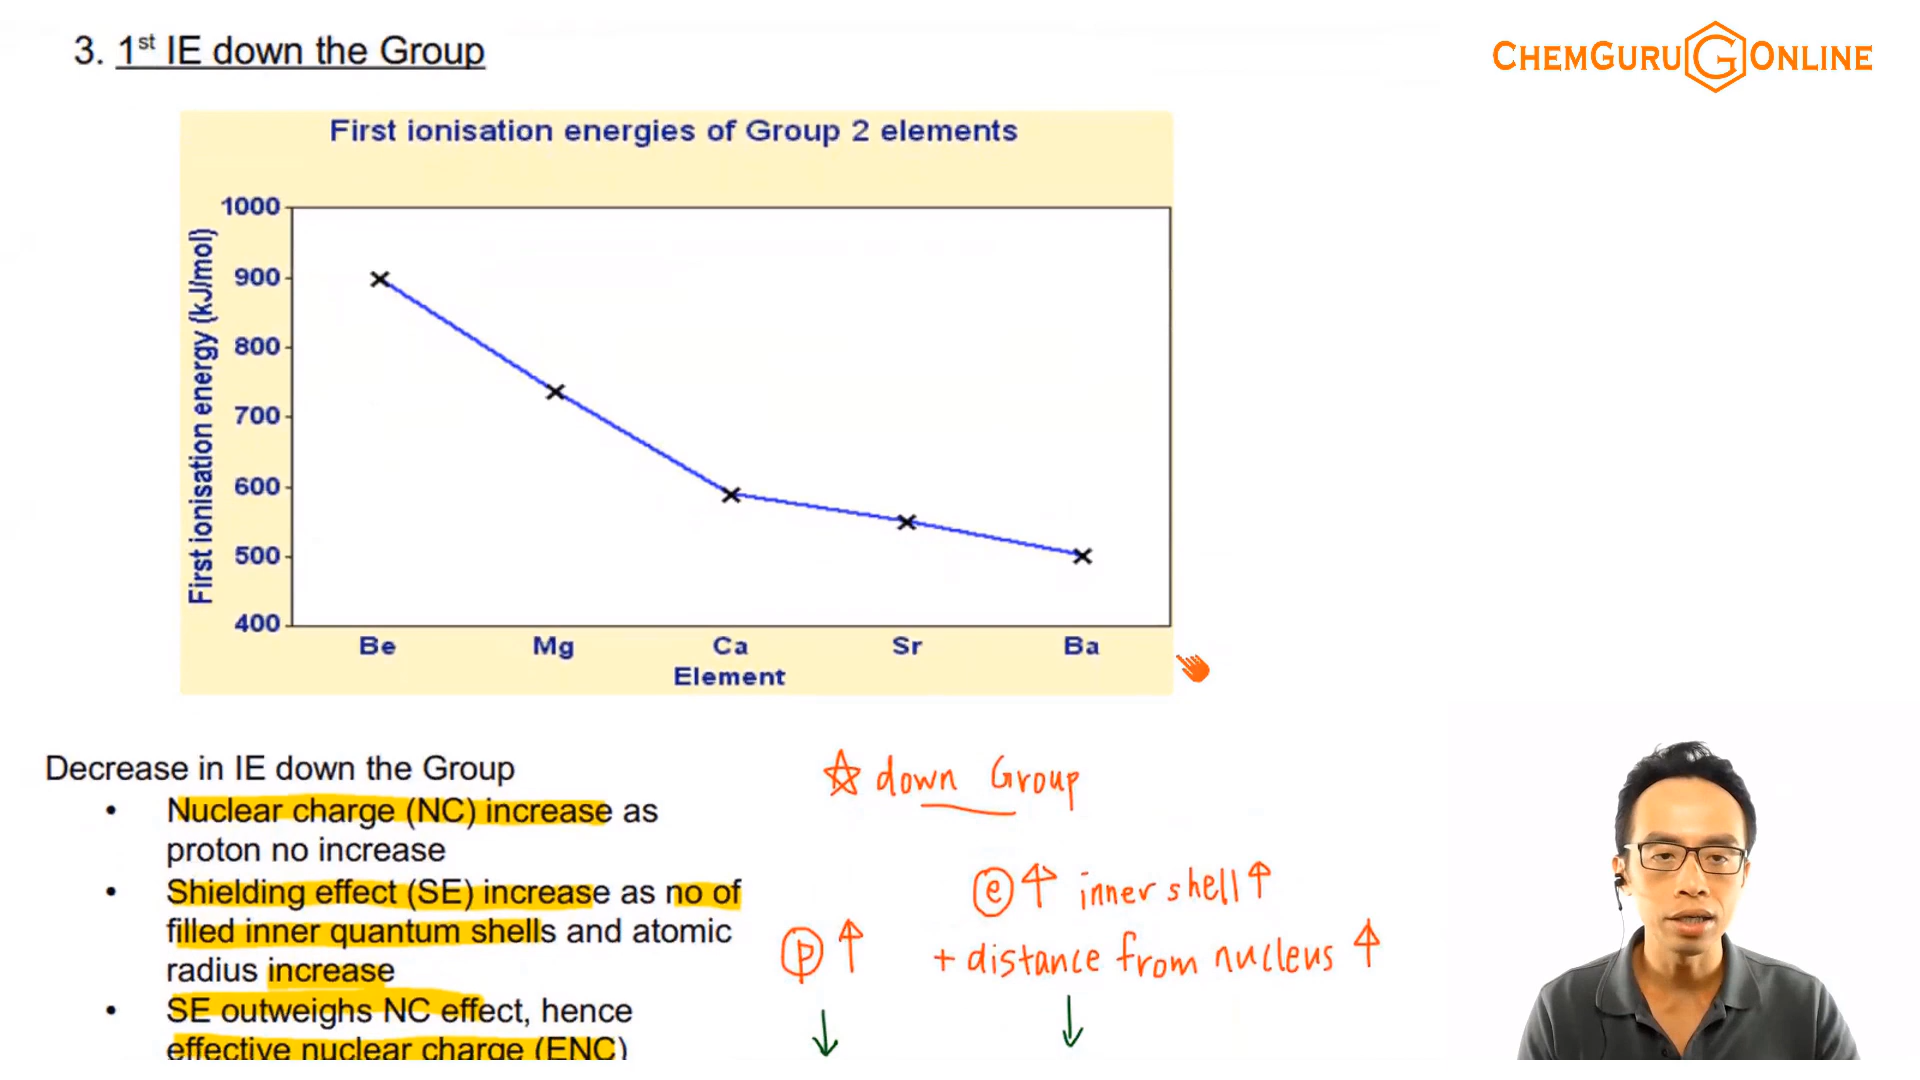 3. 1st IE down the Group
CHEMGURU G ONLINE
First ionisation energies of Group 2 elements
First ionisation energy (kJ/mol)
1000
900
800
700
600
500
400
Be Mg Ca Sr Ba
Element
Decrease in IE down the Group
• Nuclear charge (NC) increase as
proton no increase
• Shielding effect (SE) increase as no of
filled inner quantum shells and atomic
radius increase
• SE outweighs NC effect, hence
effective nuclear charge (ENC)
☆ down Group
p ↑
e ↑ inner shell ↑
+ distance from nucleus ↑
↓ ↓